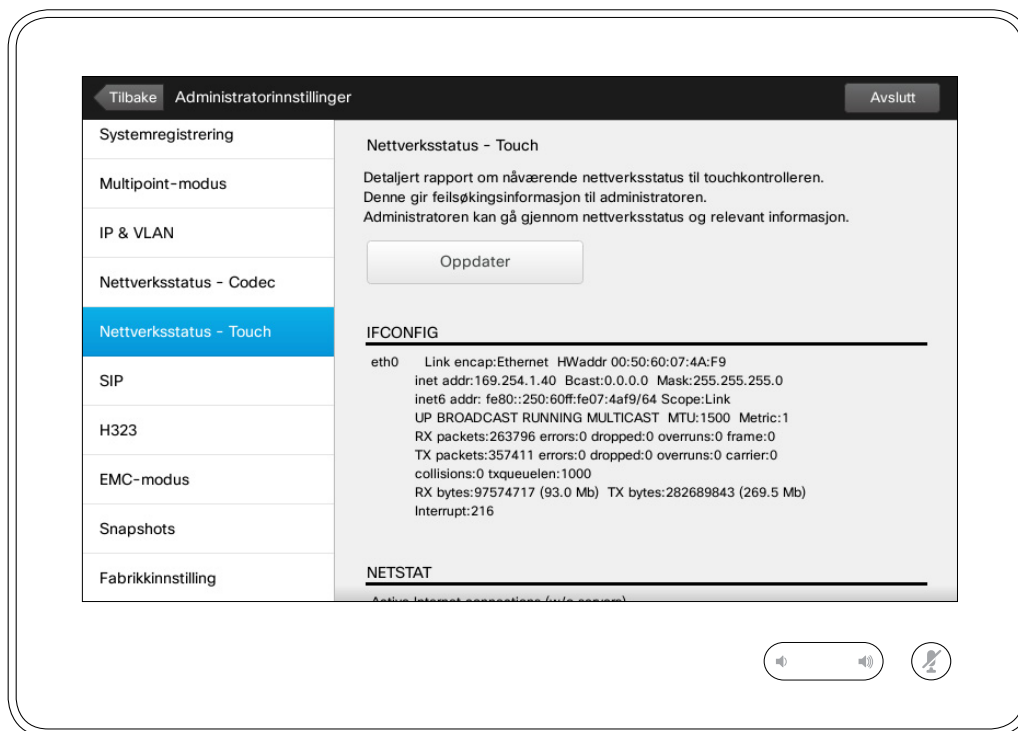 Tilbake Administratorinnstillinger Avslutt
Systemregistrering
Multipoint-modus
IP & VLAN
Nettverksstatus - Codec
Nettverksstatus - Touch
SIP
H323
EMC-modus
Snapshots
Fabrikkinnstilling
Nettverksstatus - Touch
Detaljert rapport om nåværende nettverksstatus til touchkontrolleren.
Denne gir feilsøkingsinformasjon til administratoren.
Administratoren kan gå gjennom nettverksstatus og relevant informasjon.
Oppdater
IFCONFIG
eth0 Link encap:Ethernet HWaddr 00:50:60:07:4A:F9
inet addr:169.254.1.40 Bcast:0.0.0.0 Mask:255.255.255.0
inet6 addr: fe80::250:60ff:fe07:4af9/64 Scope:Link
UP BROADCAST RUNNING MULTICAST MTU:1500 Metric:1
RX packets:263796 errors:0 dropped:0 overruns:0 frame:0
TX packets:357411 errors:0 dropped:0 overruns:0 carrier:0
collisions:0 txqueuelen:1000
RX bytes:97574717 (93.0 Mb) TX bytes:282689843 (269.5 Mb)
Interrupt:216
NETSTAT
Active Internet connections (w/o servers)